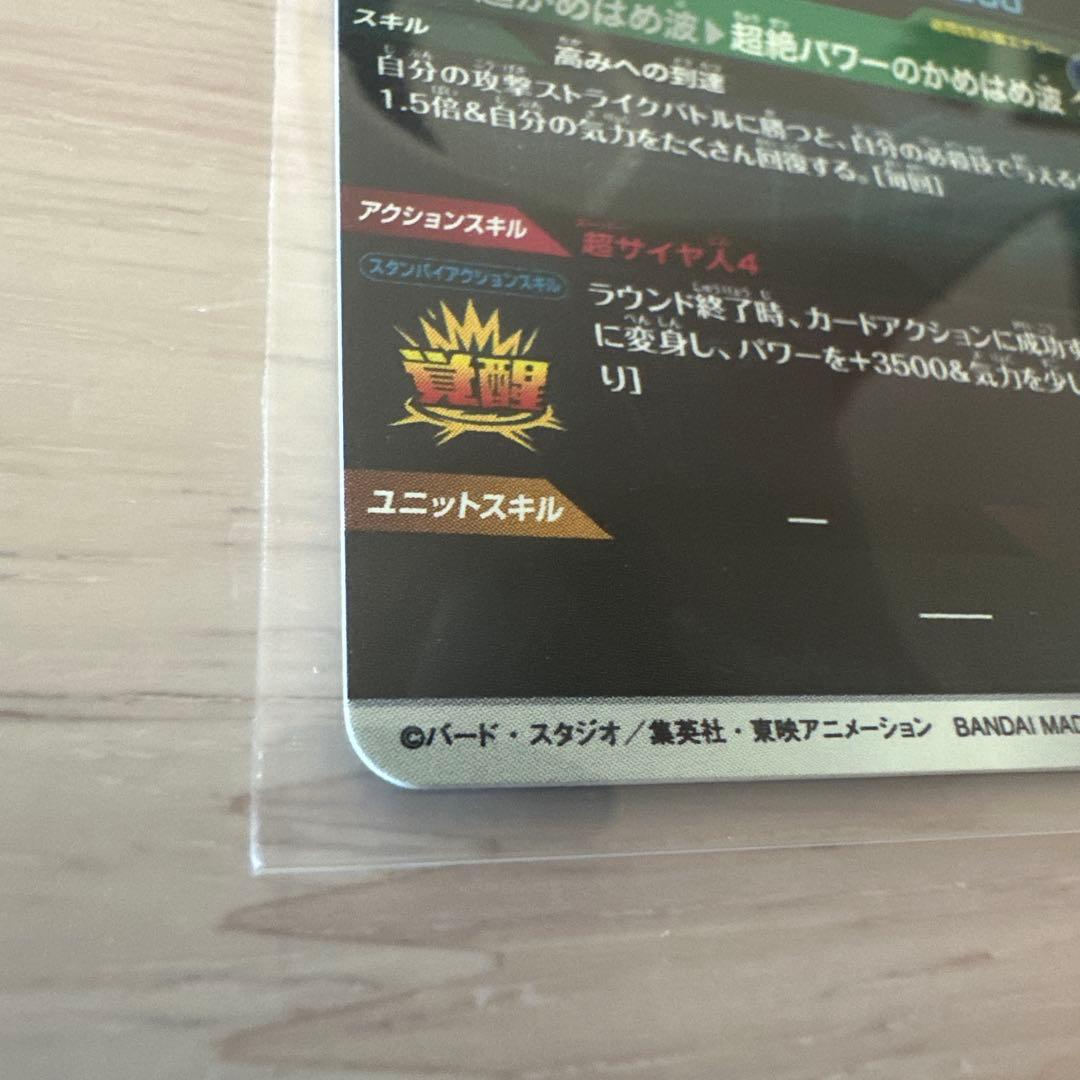 かめはめ波▶超絶パワーのかめはめ波
スキル
高みへの到達
自分の攻撃ストライクバトルに勝つと、自分の必殺技で与える
1.5倍&自分の気力をたくさん回復する。[毎回]
アクションスキル
超サイヤ人4
スタンバイアクションスキル
覚醒
ラウンド終了時、カードアクションに成功す
に変身し、パワーを+3500&気力を少し
り]
ユニットスキル
—
—
©バード・スタジオ／集英社・東映アニメーション BANDAI MAD